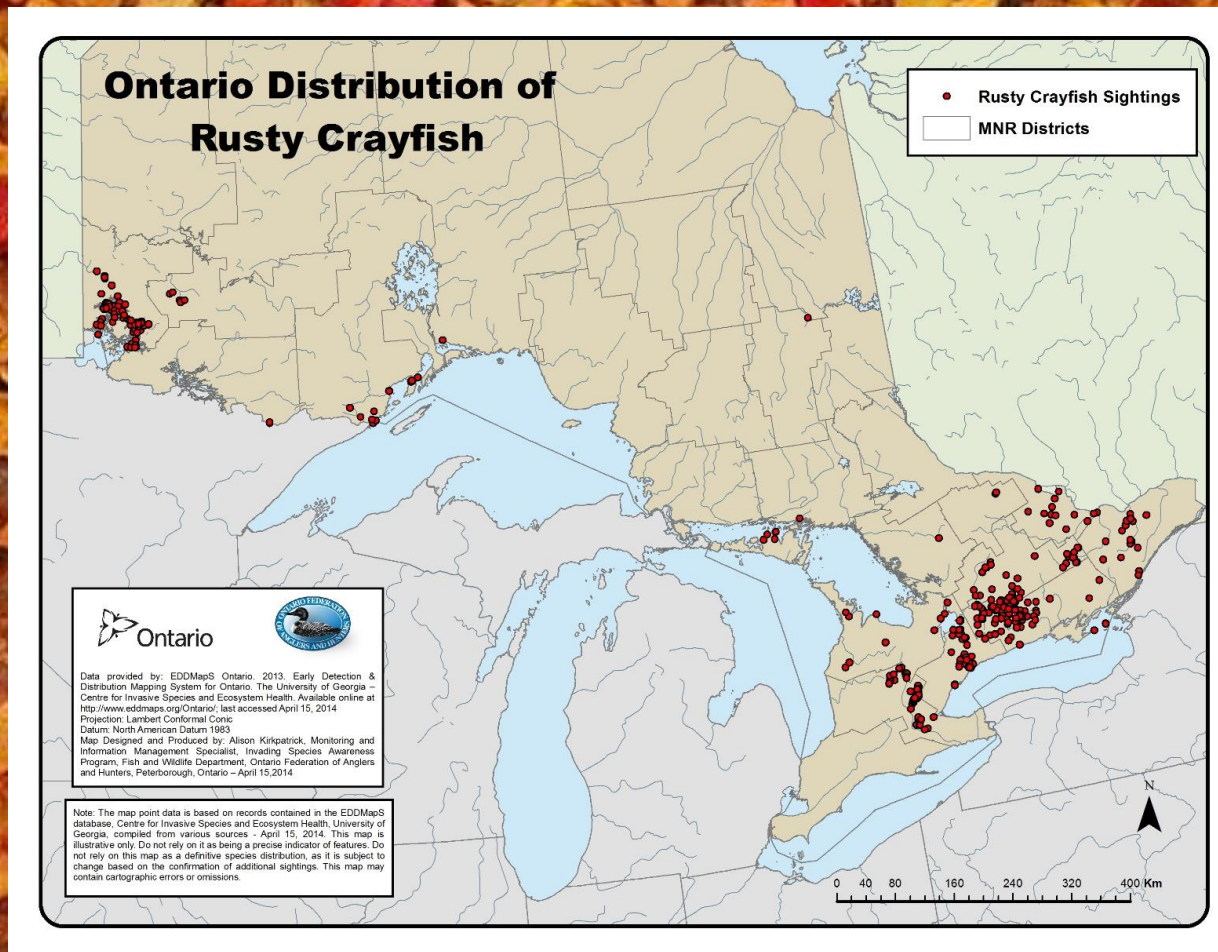 Ontario Distribution of
Rusty Crayfish
Rusty Crayfish Sightings
MNR Districts
Ontario
ONTARIO FEDERATION
OF ANGLERS AND HUNTERS
Data provided by: EDDMapS Ontario. 2013. Early Detection &
Distribution Mapping System for Ontario. The University of Georgia –
Centre for Invasive Species and Ecosystem Health. Available online at
http://www.eddmaps.org/Ontario/; last accessed April 15, 2014
Projection: Lambert Conformal Conic
Datum: North American Datum 1983
Map Designed and Produced by: Alison Kirkpatrick, Monitoring and
Information Management Specialist, Invading Species Awareness
Program, Fish and Wildlife Department, Ontario Federation of Anglers
and Hunters, Peterborough, Ontario – April 15,2014
Note: The map point data is based on records contained in the EDDMapS
database, Centre for Invasive Species and Ecosystem Health, University of
Georgia, compiled from various sources - April 15, 2014. This map is
illustrative only. Do not rely on it as being a precise indicator of features. Do
not rely on this map as a definitive species distribution, as it is subject to
change based on the confirmation of additional sightings. This map may
contain cartographic errors or omissions.
N
0 40 80 160 240 320 400 Km